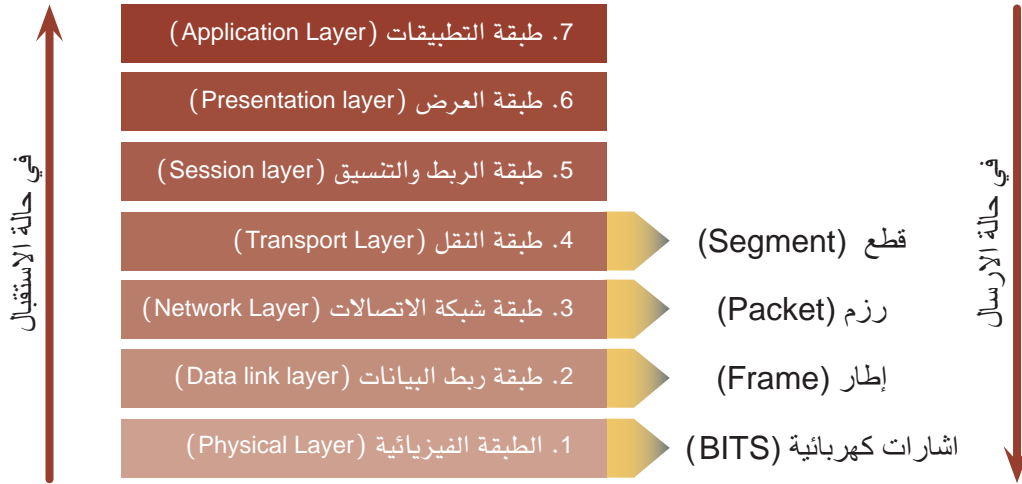 7. طبقة التطبيقات (Application Layer)
6. طبقة العرض (Presentation layer)
5. طبقة الربط والتنسيق (Session layer)
4. طبقة النقل (Transport Layer)
قطع (Segment)
3. طبقة شبكة الاتصالات (Network Layer)
رزم (Packet)
2. طبقة ربط البيانات (Data link layer)
إطار (Frame)
1. الطبقة الفيزيائية (Physical Layer)
اشارات كهربائية (BITS)
في حالة الارسال
في حالة الاستقبال